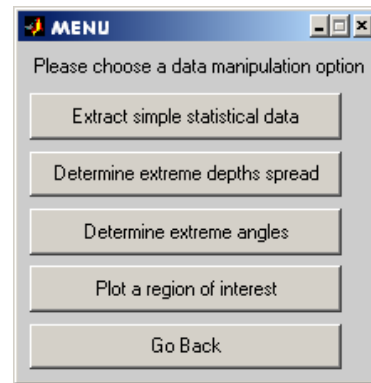 MENU
Please choose a data manipulation option
Extract simple statistical data
Determine extreme depths spread
Determine extreme angles
Plot a region of interest
Go Back